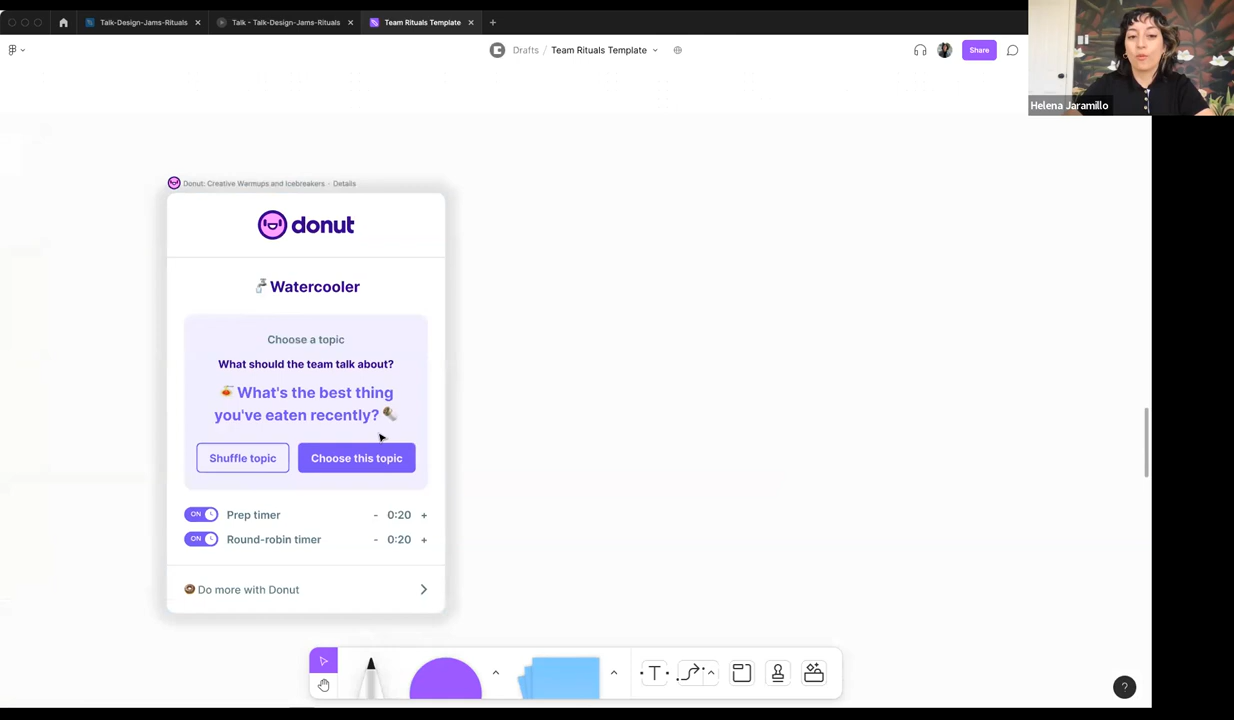 Talk-Design-Jams-Rituals
Talk - Talk-Design-Jams-Rituals
Team Rituals Template
Drafts / Team Rituals Template
Share
Helena Jaramillo
Donut: Creative Warmups and Icebreakers · Details
donut
Watercooler
Choose a topic
What should the team talk about?
What's the best thing
you've eaten recently?
Shuffle topic
Choose this topic
ON Prep timer - 0:20 +
ON Round-robin timer - 0:20 +
Do more with Donut
T
?